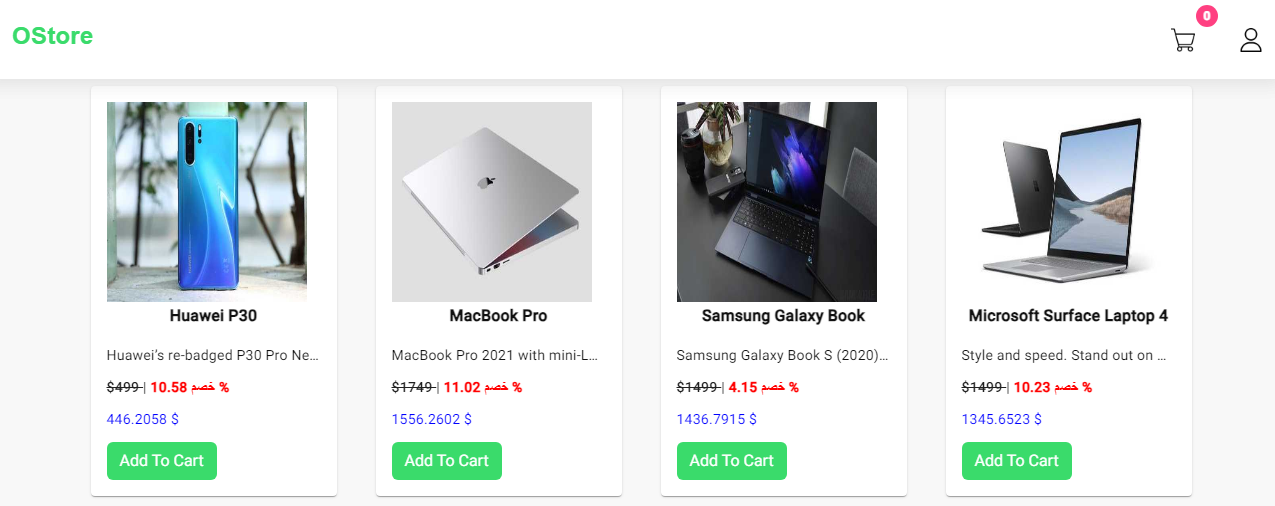 OStore
0
Huawei P30
Huawei's re-badged P30 Pro Ne...
$499 | 10.58 خصم %
446.2058 $
Add To Cart
MacBook Pro
MacBook Pro 2021 with mini-L...
$1749 | 11.02 خصم %
1556.2602 $
Add To Cart
Samsung Galaxy Book
Samsung Galaxy Book S (2020)...
$1499 | 4.15 خصم %
1436.7915 $
Add To Cart
Microsoft Surface Laptop 4
Style and speed. Stand out on ...
$1499 | 10.23 خصم %
1345.6523 $
Add To Cart